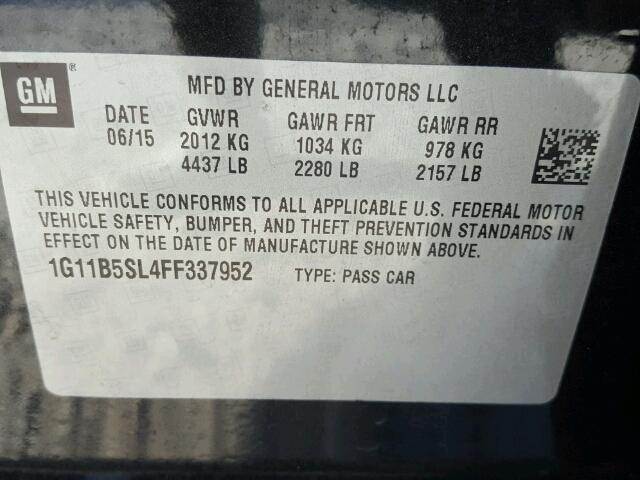 GM®
MFD BY GENERAL MOTORS LLC
DATE GVWR GAWR FRT GAWR RR
06/15 2012 KG 1034 KG 978 KG
4437 LB 2280 LB 2157 LB
THIS VEHICLE CONFORMS TO ALL APPLICABLE U.S. FEDERAL MOTOR
VEHICLE SAFETY, BUMPER, AND THEFT PREVENTION STANDARDS IN
EFFECT ON THE DATE OF MANUFACTURE SHOWN ABOVE.
1G11B5SL4FF337952 TYPE: PASS CAR